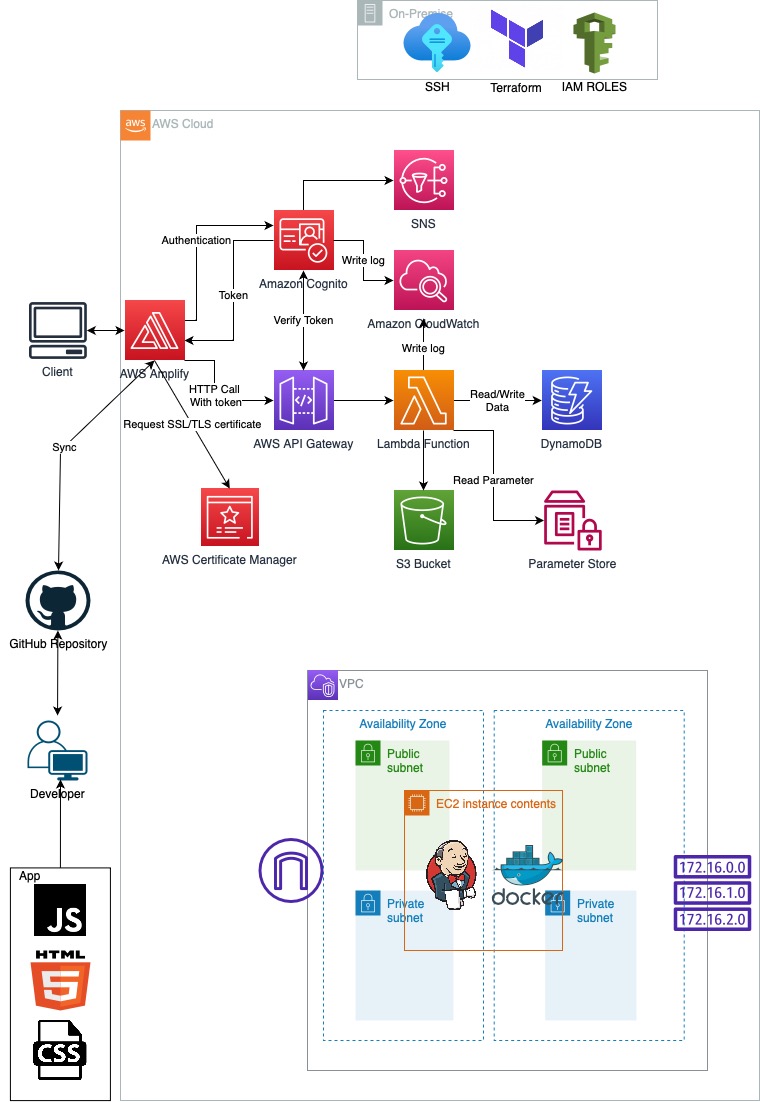 On-Premise
SSH
Terraform
IAM ROLES
aws
AWS Cloud
SNS
Authentication
Amazon Cognito
Write log
Token
Verify Token
Amazon CloudWatch
Client
AWS Amplify
Write log
HTTP Call
With token
AWS API Gateway
Lambda Function
Read/Write
Data
DynamoDB
Request SSL/TLS certificate
Sync
Read Parameter
AWS Certificate Manager
S3 Bucket
Parameter Store
GitHub Repository
Developer
App
JS
HTML
5
CSS
VPC
Availability Zone
Availability Zone
Public
subnet
Public
subnet
EC2 instance contents
docker
Private
subnet
Private
subnet
172.16.0.0
172.16.1.0
172.16.2.0